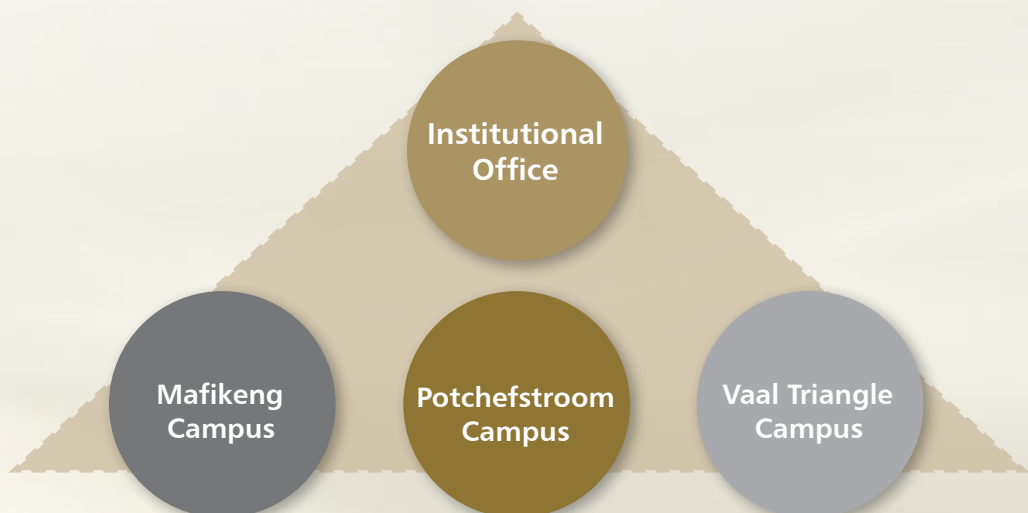 Institutional
Office
Mafikeng
Campus
Potchefstroom
Campus
Vaal Triangle
Campus